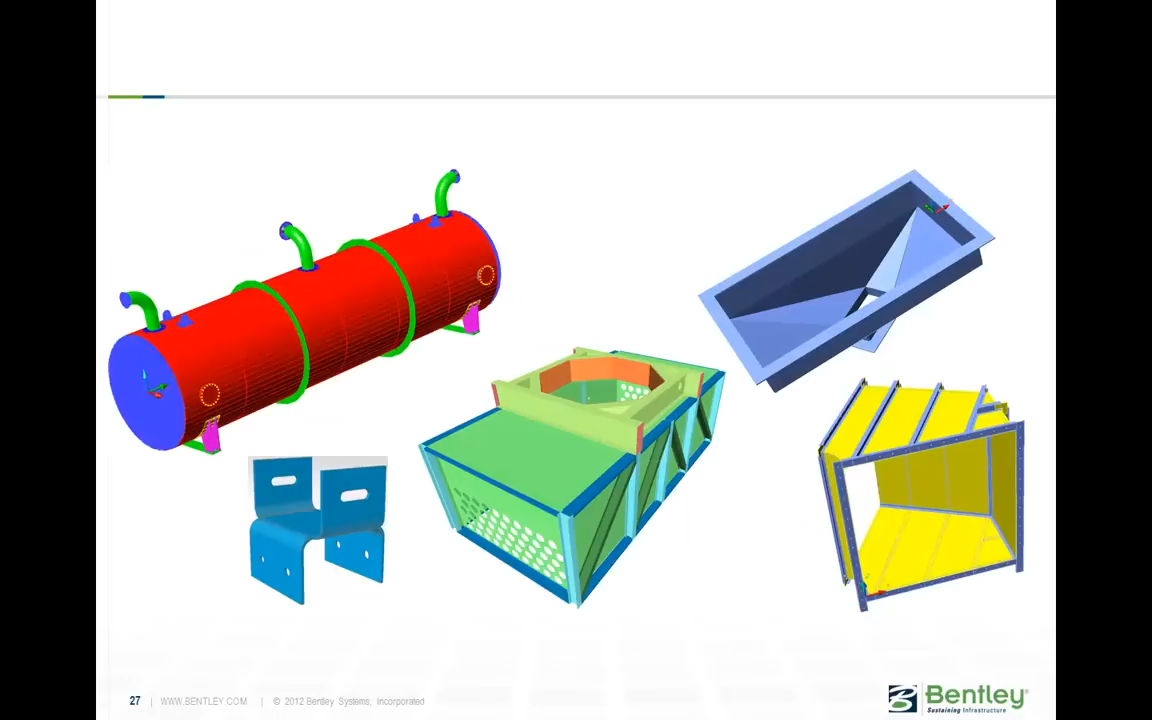 27 | WWW.BENTLEY.COM | © 2012 Bentley Systems, Incorporated
Bentley®
Sustaining Infrastructure